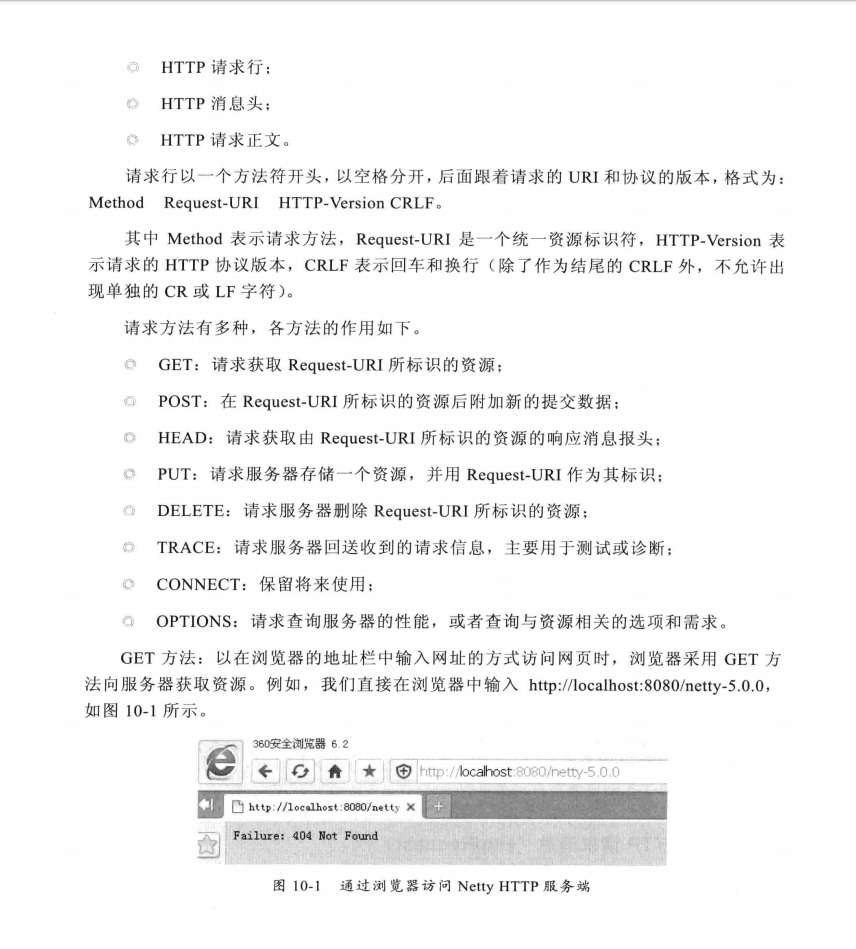 HTTP 请求行；
HTTP 消息头；
HTTP 请求正文。
请求行以一个方法符开头，以空格分开，后面跟着请求的 URI 和协议的版本，格式为：
Method Request-URI HTTP-Version CRLF。
其中 Method 表示请求方法，Request-URI 是一个统一资源标识符，HTTP-Version 表
示请求的 HTTP 协议版本，CRLF 表示回车和换行（除了作为结尾的 CRLF 外，不允许出
现单独的 CR 或 LF 字符）。
请求方法有多种，各方法的作用如下。
GET：请求获取 Request-URI 所标识的资源；
POST：在 Request-URI 所标识的资源后附加新的提交数据；
HEAD：请求获取由 Request-URI 所标识的资源的响应消息报头；
PUT：请求服务器存储一个资源，并用 Request-URI 作为其标识；
DELETE：请求服务器删除 Request-URI 所标识的资源；
TRACE：请求服务器回送收到的请求信息，主要用于测试或诊断；
CONNECT：保留将来使用；
OPTIONS：请求查询服务器的性能，或者查询与资源相关的选项和需求。
GET 方法：以在浏览器的地址栏中输入网址的方式访问网页时，浏览器采用 GET 方
法向服务器获取资源。例如，我们直接在浏览器中输入 http://localhost:8080/netty-5.0.0，
如图 10-1 所示。
360安全浏览器 6.2
http://localhost:8080/netty-5.0.0
http://localhost:8080/netty
Failure: 404 Not Found
图 10-1 通过浏览器访问 Netty HTTP 服务端